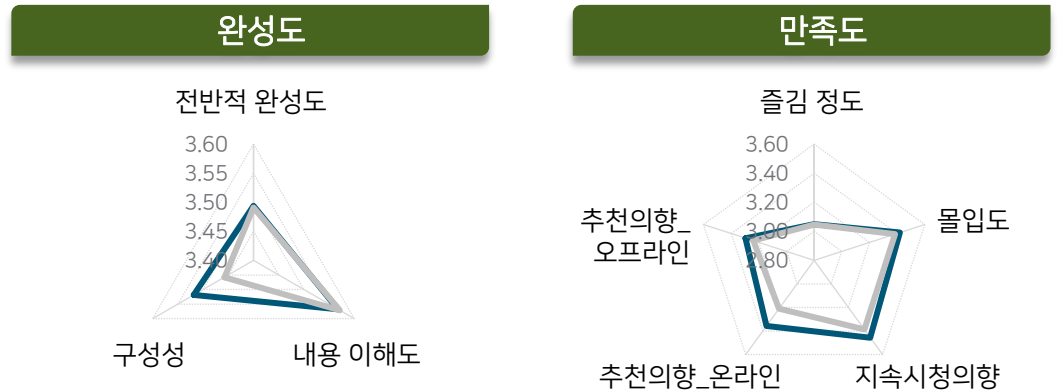 완성도
전반적 완성도
3.60
3.55
3.50
3.45
3.40
구성성
내용 이해도
만족도
즐김 정도
3.60
3.40
3.20
3.00
2.80
추천의향_
오프라인
몰입도
추천의향_온라인
지속시청의향